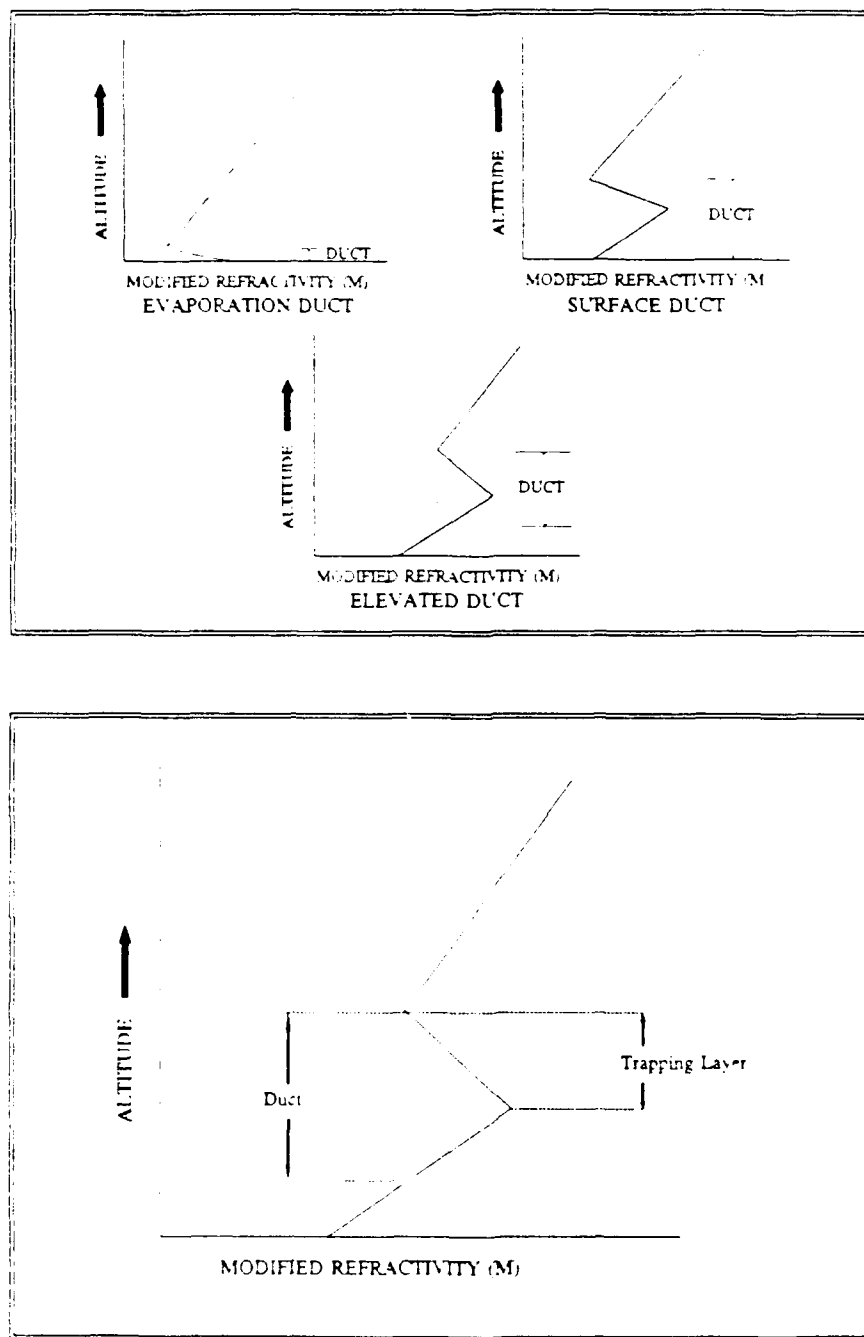 ALTITUDE
DUCT
MODIFIED REFRACTIVITY (M)
EVAPORATION DUCT
ALTITUDE
DUCT
MODIFIED REFRACTIVITY (M
SURFACE DUCT
ALTITUDE
DUCT
MODIFIED REFRACTIVITY (M)
ELEVATED DUCT
ALTITUDE
Duct
Trapping Layer
MODIFIED REFRACTIVITY (M)